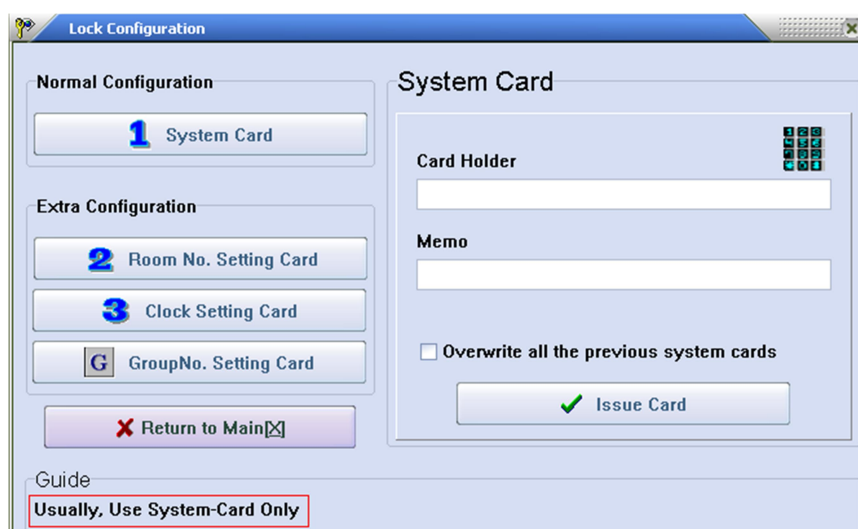 Lock Configuration
Normal Configuration
1 System Card
Extra Configuration
2 Room No. Setting Card
3 Clock Setting Card
G GroupNo. Setting Card
Return to Main[X]
System Card
Card Holder
Memo
Overwrite all the previous system cards
Issue Card
Guide
Usually, Use System-Card Only